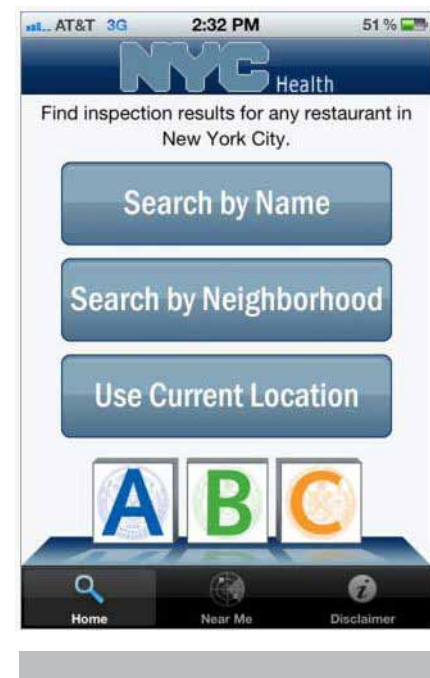 AT&T 3G 2:32 PM 51 %
NYC Health
Find inspection results for any restaurant in
New York City.
Search by Name
Search by Neighborhood
Use Current Location
A B C
Home Near Me Disclaimer